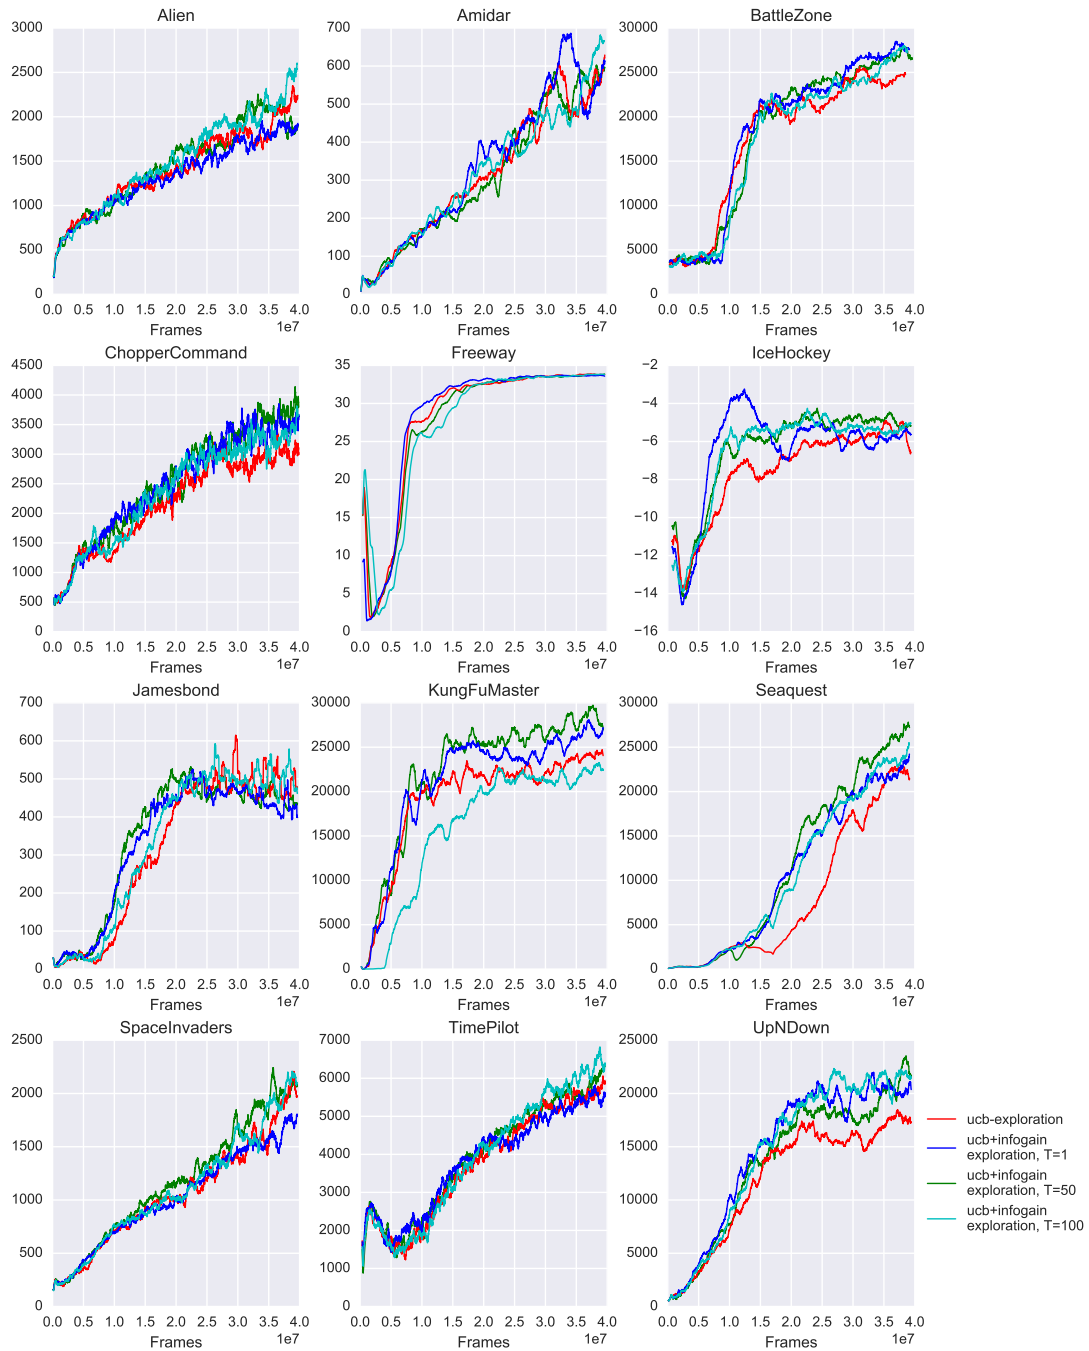 Alien
3000
2500
2000
1500
1000
500
0
0.0 0.5 1.0 1.5 2.0 2.5 3.0 3.5 4.0
Frames 1e7
Amidar
700
600
500
400
300
200
100
0
0.0 0.5 1.0 1.5 2.0 2.5 3.0 3.5 4.0
Frames 1e7
BattleZone
30000
25000
20000
15000
10000
5000
0
0.0 0.5 1.0 1.5 2.0 2.5 3.0 3.5 4.0
Frames 1e7
ChopperCommand
4500
4000
3500
3000
2500
2000
1500
1000
500
0
0.0 0.5 1.0 1.5 2.0 2.5 3.0 3.5 4.0
Frames 1e7
Freeway
35
30
25
20
15
10
5
0
0.0 0.5 1.0 1.5 2.0 2.5 3.0 3.5 4.0
Frames 1e7
IceHockey
−2
−4
−6
−8
−10
−12
−14
−16
0.0 0.5 1.0 1.5 2.0 2.5 3.0 3.5 4.0
Frames 1e7
Jamesbond
700
600
500
400
300
200
100
0
0.0 0.5 1.0 1.5 2.0 2.5 3.0 3.5 4.0
Frames 1e7
KungFuMaster
30000
25000
20000
15000
10000
5000
0
0.0 0.5 1.0 1.5 2.0 2.5 3.0 3.5 4.0
Frames 1e7
Seaquest
30000
25000
20000
15000
10000
5000
0
0.0 0.5 1.0 1.5 2.0 2.5 3.0 3.5 4.0
Frames 1e7
SpaceInvaders
2500
2000
1500
1000
500
0
0.0 0.5 1.0 1.5 2.0 2.5 3.0 3.5 4.0
Frames 1e7
TimePilot
7000
6000
5000
4000
3000
2000
1000
0
0.0 0.5 1.0 1.5 2.0 2.5 3.0 3.5 4.0
Frames 1e7
UpNDown
25000
20000
15000
10000
5000
0
0.0 0.5 1.0 1.5 2.0 2.5 3.0 3.5 4.0
Frames 1e7
ucb-exploration
ucb+infogain
exploration, T=1
ucb+infogain
exploration, T=50
ucb+infogain
exploration, T=100